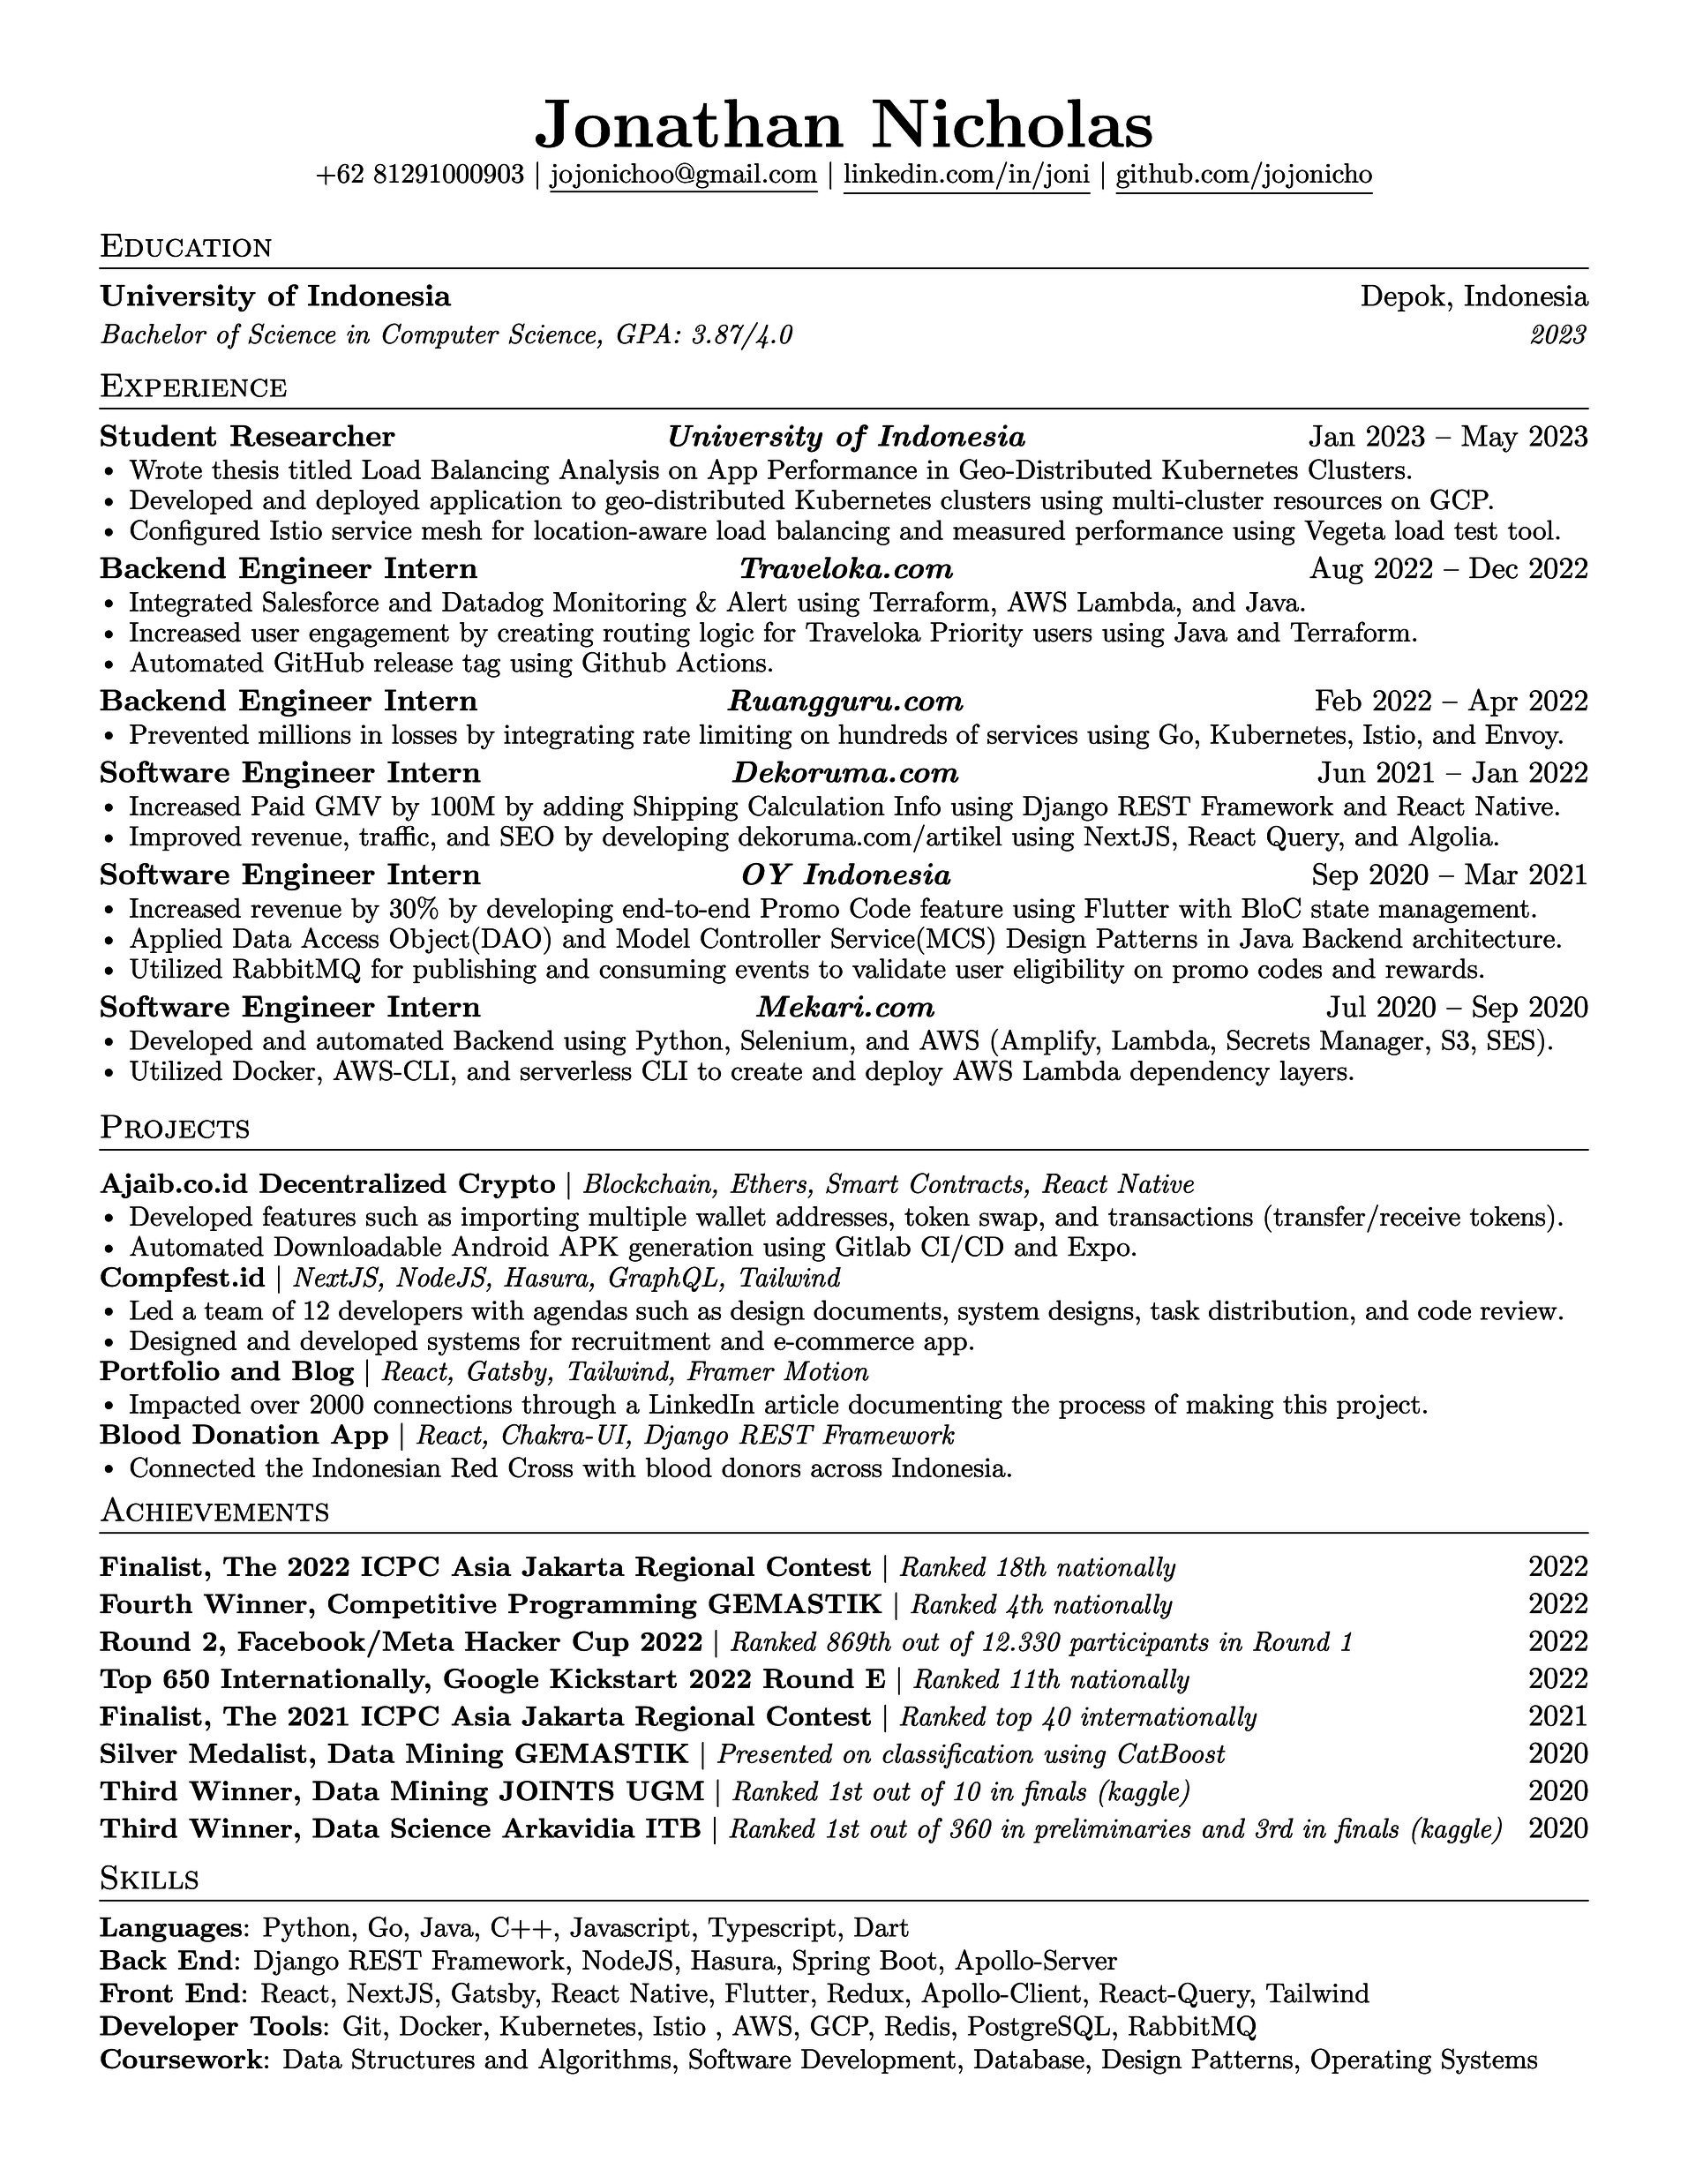 Jonathan Nicholas
+62 81291000903 | jojonichoo@gmail.com | linkedin.com/in/joni | github.com/jojonicho
Education
University of Indonesia Depok, Indonesia
Bachelor of Science in Computer Science, GPA: 3.87/4.0 2023
Experience
Student Researcher University of Indonesia Jan 2023 – May 2023
• Wrote thesis titled Load Balancing Analysis on App Performance in Geo-Distributed Kubernetes Clusters.
• Developed and deployed application to geo-distributed Kubernetes clusters using multi-cluster resources on GCP.
• Configured Istio service mesh for location-aware load balancing and measured performance using Vegeta load test tool.
Backend Engineer Intern Traveloka.com Aug 2022 – Dec 2022
• Integrated Salesforce and Datadog Monitoring & Alert using Terraform, AWS Lambda, and Java.
• Increased user engagement by creating routing logic for Traveloka Priority users using Java and Terraform.
• Automated GitHub release tag using Github Actions.
Backend Engineer Intern Ruangguru.com Feb 2022 – Apr 2022
• Prevented millions in losses by integrating rate limiting on hundreds of services using Go, Kubernetes, Istio, and Envoy.
Software Engineer Intern Dekoruma.com Jun 2021 – Jan 2022
• Increased Paid GMV by 100M by adding Shipping Calculation Info using Django REST Framework and React Native.
• Improved revenue, traffic, and SEO by developing dekoruma.com/artikel using NextJS, React Query, and Algolia.
Software Engineer Intern OY Indonesia Sep 2020 – Mar 2021
• Increased revenue by 30% by developing end-to-end Promo Code feature using Flutter with BloC state management.
• Applied Data Access Object(DAO) and Model Controller Service(MCS) Design Patterns in Java Backend architecture.
• Utilized RabbitMQ for publishing and consuming events to validate user eligibility on promo codes and rewards.
Software Engineer Intern Mekari.com Jul 2020 – Sep 2020
• Developed and automated Backend using Python, Selenium, and AWS (Amplify, Lambda, Secrets Manager, S3, SES).
• Utilized Docker, AWS-CLI, and serverless CLI to create and deploy AWS Lambda dependency layers.
Projects
Ajaib.co.id Decentralized Crypto | Blockchain, Ethers, Smart Contracts, React Native
• Developed features such as importing multiple wallet addresses, token swap, and transactions (transfer/receive tokens).
• Automated Downloadable Android APK generation using Gitlab CI/CD and Expo.
Compfest.id | NextJS, NodeJS, Hasura, GraphQL, Tailwind
• Led a team of 12 developers with agendas such as design documents, system designs, task distribution, and code review.
• Designed and developed systems for recruitment and e-commerce app.
Portfolio and Blog | React, Gatsby, Tailwind, Framer Motion
• Impacted over 2000 connections through a LinkedIn article documenting the process of making this project.
Blood Donation App | React, Chakra-UI, Django REST Framework
• Connected the Indonesian Red Cross with blood donors across Indonesia.
Achievements
Finalist, The 2022 ICPC Asia Jakarta Regional Contest | Ranked 18th nationally 2022
Fourth Winner, Competitive Programming GEMASTIK | Ranked 4th nationally 2022
Round 2, Facebook/Meta Hacker Cup 2022 | Ranked 869th out of 12.330 participants in Round 1 2022
Top 650 Internationally, Google Kickstart 2022 Round E | Ranked 11th nationally 2022
Finalist, The 2021 ICPC Asia Jakarta Regional Contest | Ranked top 40 internationally 2021
Silver Medalist, Data Mining GEMASTIK | Presented on classification using CatBoost 2020
Third Winner, Data Mining JOINTS UGM | Ranked 1st out of 10 in finals (kaggle) 2020
Third Winner, Data Science Arkavidia ITB | Ranked 1st out of 360 in preliminaries and 3rd in finals (kaggle) 2020
Skills
Languages: Python, Go, Java, C++, Javascript, Typescript, Dart
Back End: Django REST Framework, NodeJS, Hasura, Spring Boot, Apollo-Server
Front End: React, NextJS, Gatsby, React Native, Flutter, Redux, Apollo-Client, React-Query, Tailwind
Developer Tools: Git, Docker, Kubernetes, Istio , AWS, GCP, Redis, PostgreSQL, RabbitMQ
Coursework: Data Structures and Algorithms, Software Development, Database, Design Patterns, Operating Systems